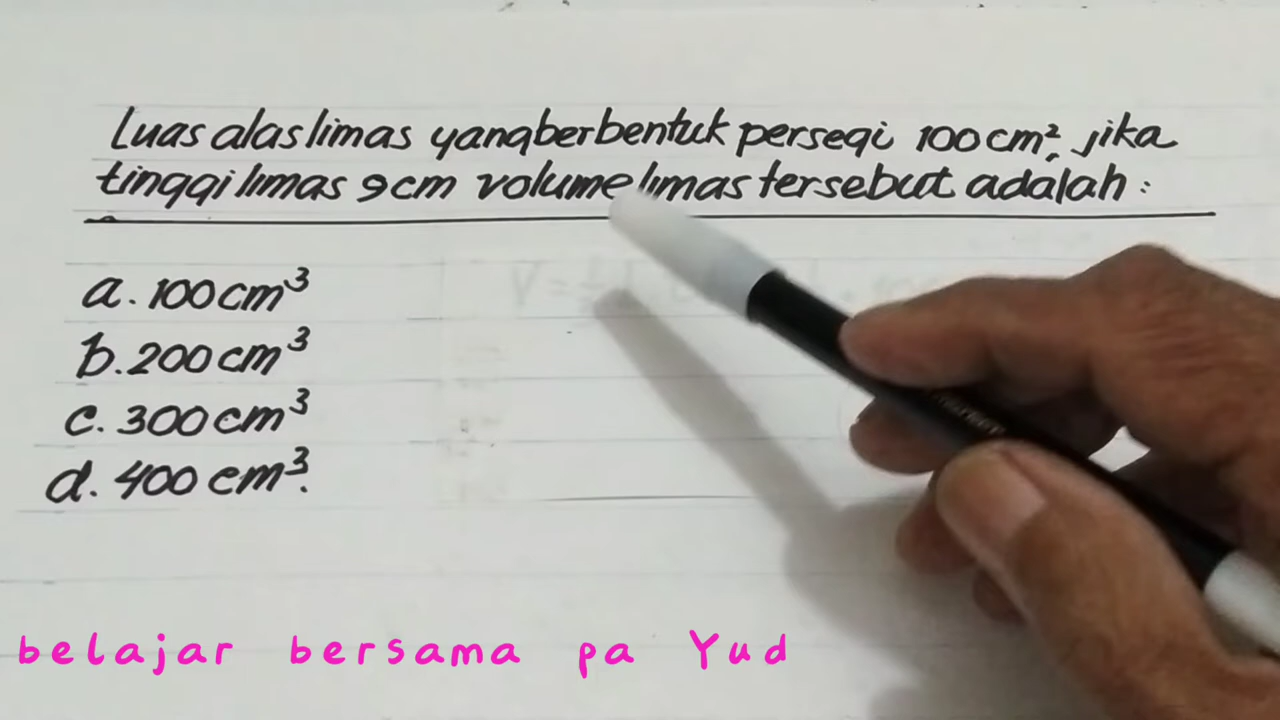 Luas alas limas yang berbentuk persegi 100 cm². jika
tinggi limas 9 cm volume limas tersebut adalah :
a. 100 cm³
b. 200 cm³
c. 300 cm³
d. 400 cm³.
belajar bersama pa Yud